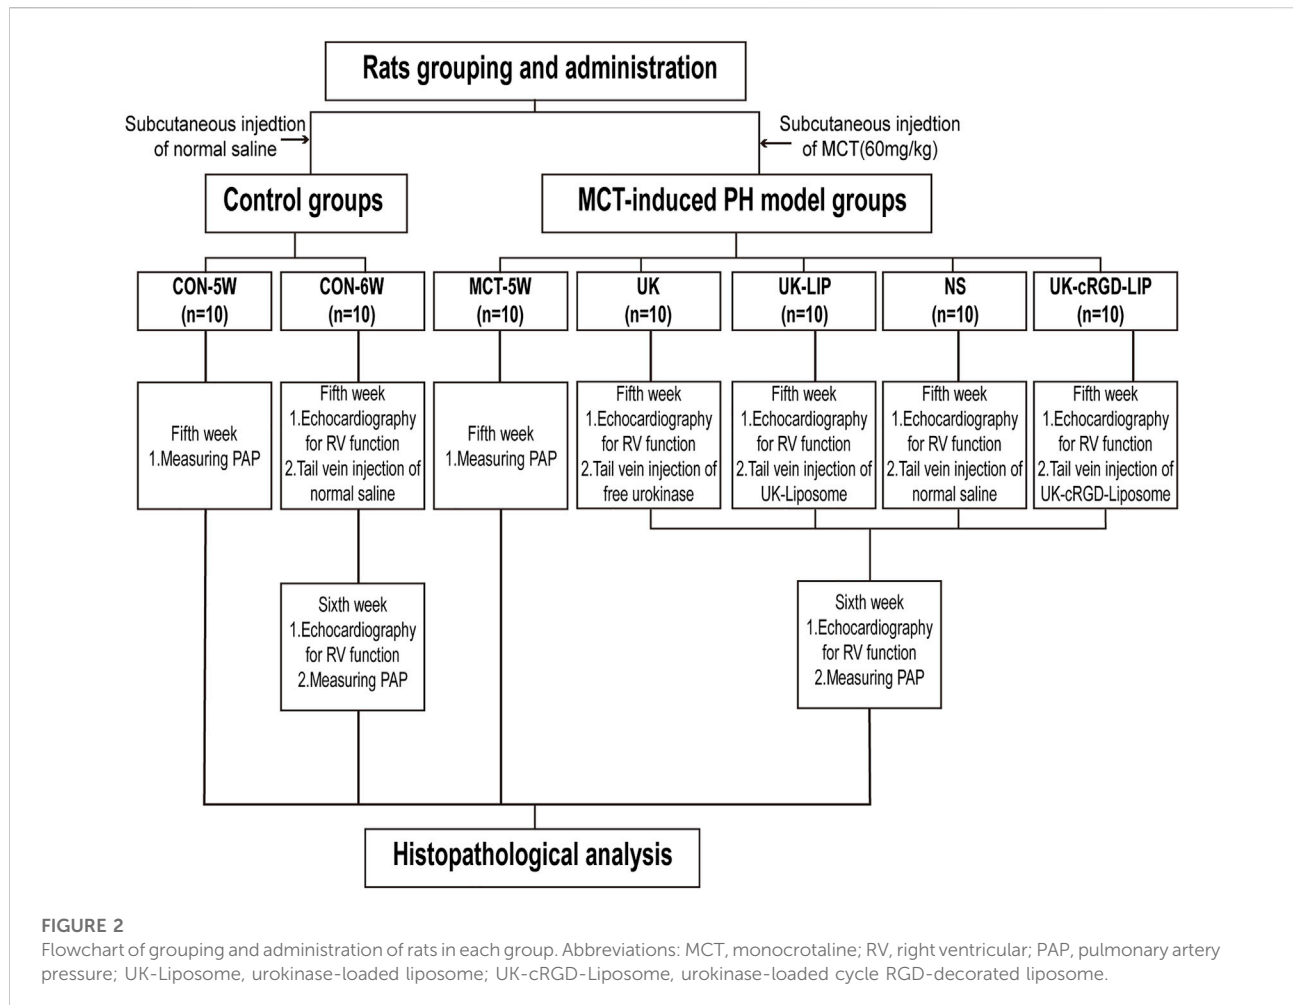 Rats grouping and administration
Subcutaneous injedtion
of normal saline
Subcutaneous injedtion
of MCT(60mg/kg)
Control groups
MCT-induced PH model groups
CON-5W
(n=10)
CON-6W
(n=10)
MCT-5W
(n=10)
UK
(n=10)
UK-LIP
(n=10)
NS
(n=10)
UK-cRGD-LIP
(n=10)
Fifth week
1.Measuring PAP
Fifth week
1.Echocardiography
for RV function
2.Tail vein injection of
normal saline
Fifth week
1.Measuring PAP
Fifth week
1.Echocardiography
for RV function
2.Tail vein injection of
free urokinase
Fifth week
1.Echocardiography
for RV function
2.Tail vein injection of
UK-Liposome
Fifth week
1.Echocardiography
for RV function
2.Tail vein injection of
normal saline
Fifth week
1.Echocardiography
for RV function
2.Tail vein injection of
UK-cRGD-Liposome
Sixth week
1.Echocardiography
for RV function
2.Measuring PAP
Sixth week
1.Echocardiography
for RV function
2.Measuring PAP
Histopathological analysis
FIGURE 2
Flowchart of grouping and administration of rats in each group. Abbreviations: MCT, monocrotaline; RV, right ventricular; PAP, pulmonary artery
pressure; UK-Liposome, urokinase-loaded liposome; UK-cRGD-Liposome, urokinase-loaded cycle RGD-decorated liposome.